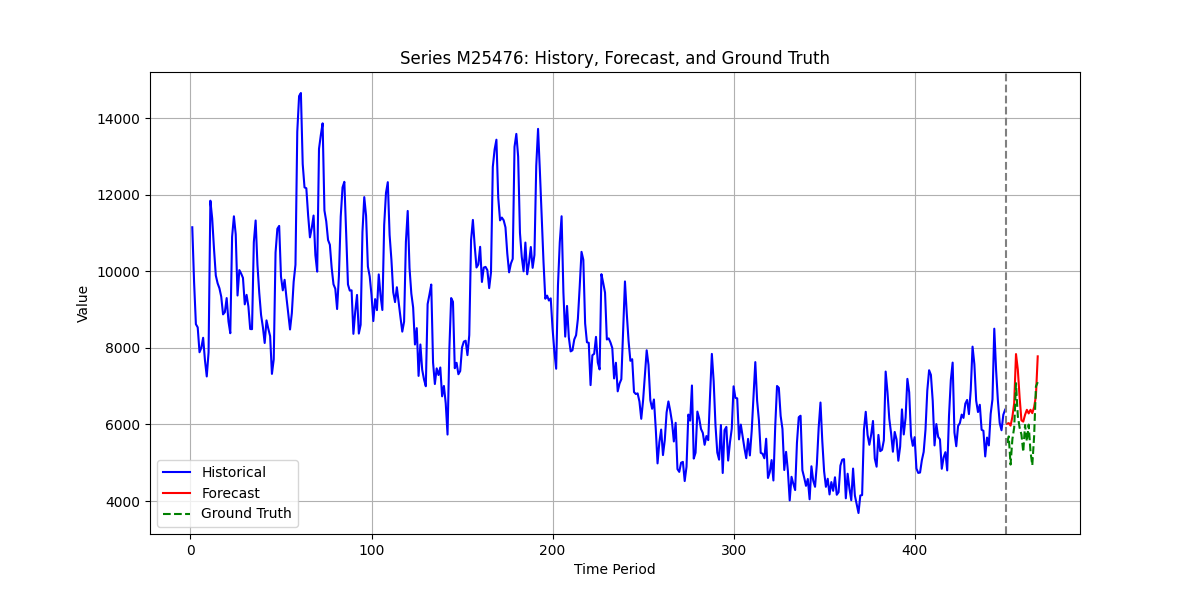 Series M25476: History, Forecast, and Ground Truth
14000
12000
10000
8000
6000
4000
Value
Historical
Forecast
Ground Truth
0
100
200
300
400
Time Period